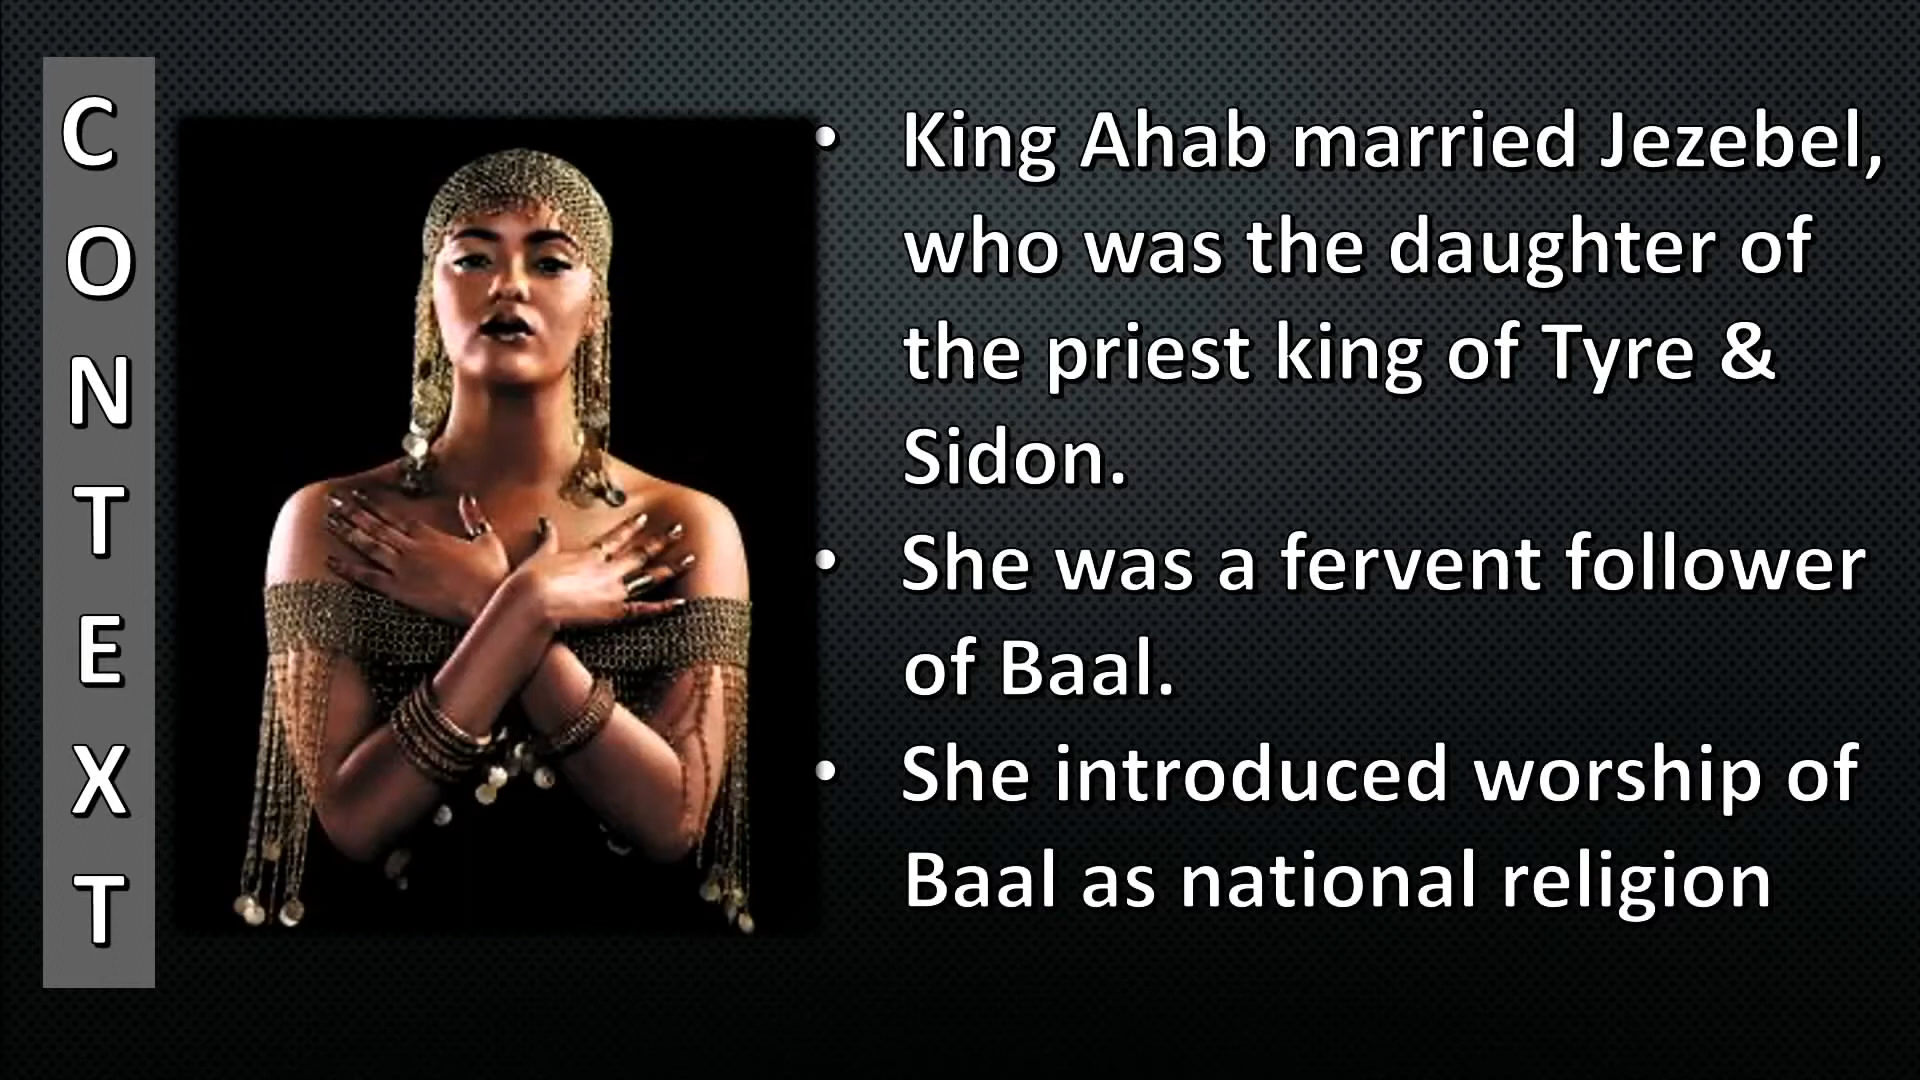 CONTEXT
• King Ahab married Jezebel,
who was the daughter of
the priest king of Tyre &
Sidon.
• She was a fervent follower
of Baal.
• She introduced worship of
Baal as national religion